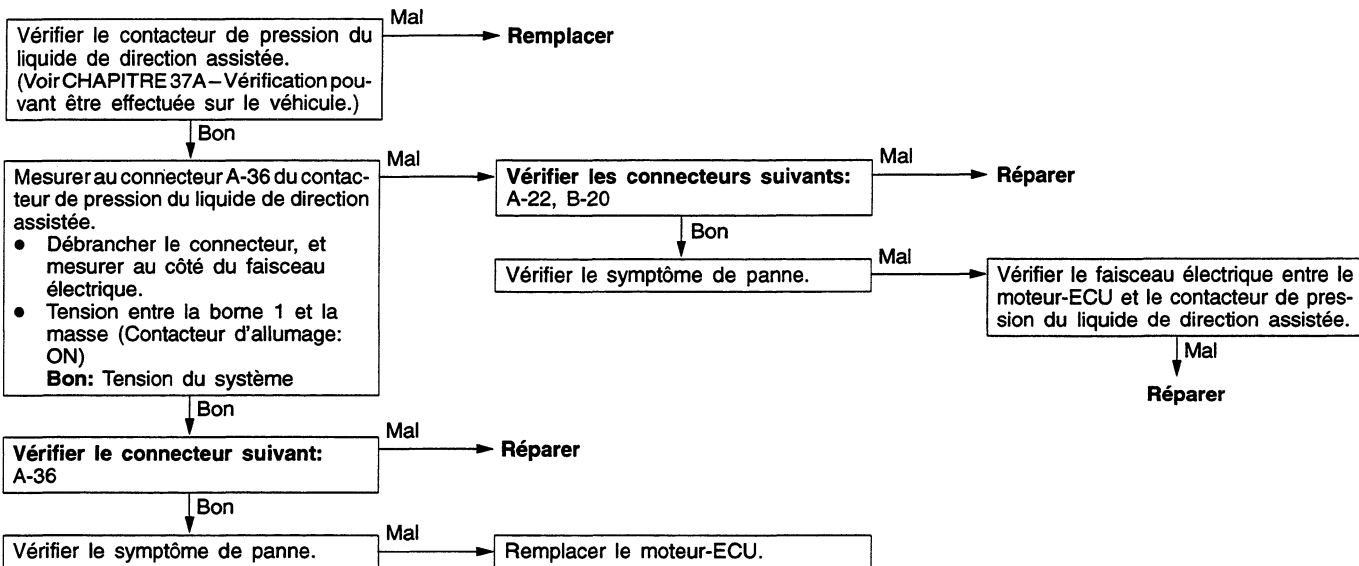 Vérifier le contacteur de pression du
liquide de direction assistée.
(Voir CHAPITRE 37A–Vérification pou-
vant être effectuée sur le véhicule.)
Mal
Remplacer
Bon
Mesurer au connecteur A-36 du contac-
teur de pression du liquide de direction
assistée.
● Débrancher le connecteur, et
mesurer au côté du faisceau
électrique.
● Tension entre la borne 1 et la
masse (Contacteur d'allumage:
ON)
Bon: Tension du système
Mal
Vérifier les connecteurs suivants:
A-22, B-20
Mal
Réparer
Bon
Vérifier le symptôme de panne.
Mal
Vérifier le faisceau électrique entre le
moteur-ECU et le contacteur de pres-
sion du liquide de direction assistée.
Mal
Réparer
Bon
Vérifier le connecteur suivant:
A-36
Mal
Réparer
Bon
Vérifier le symptôme de panne.
Mal
Remplacer le moteur-ECU.